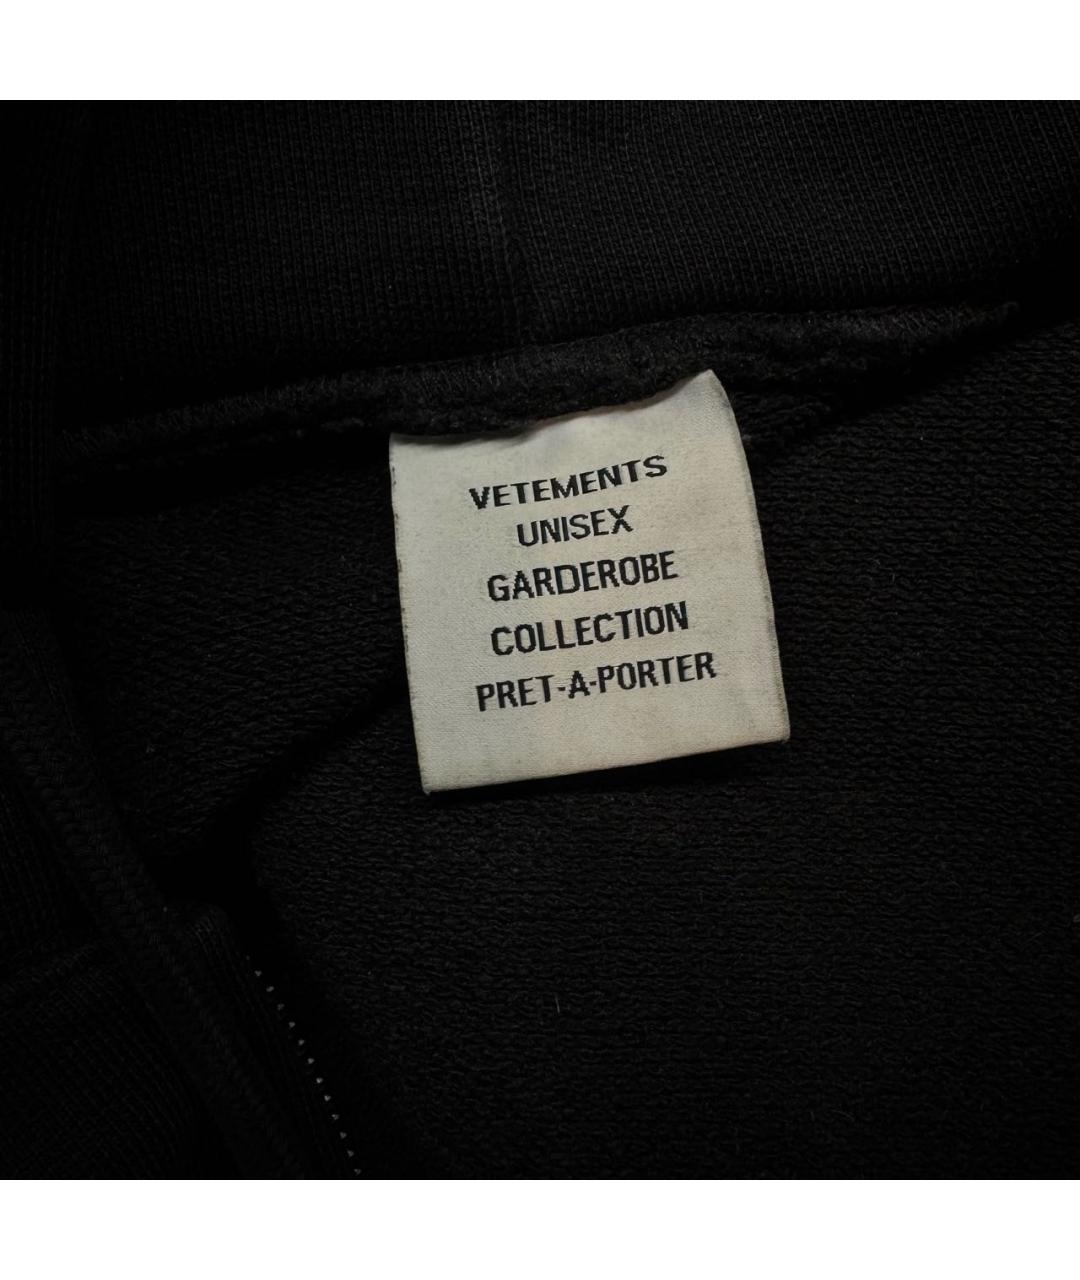 VETEMENTS
UNISEX
GARDEROBE
COLLECTION
PRET-A-PORTER